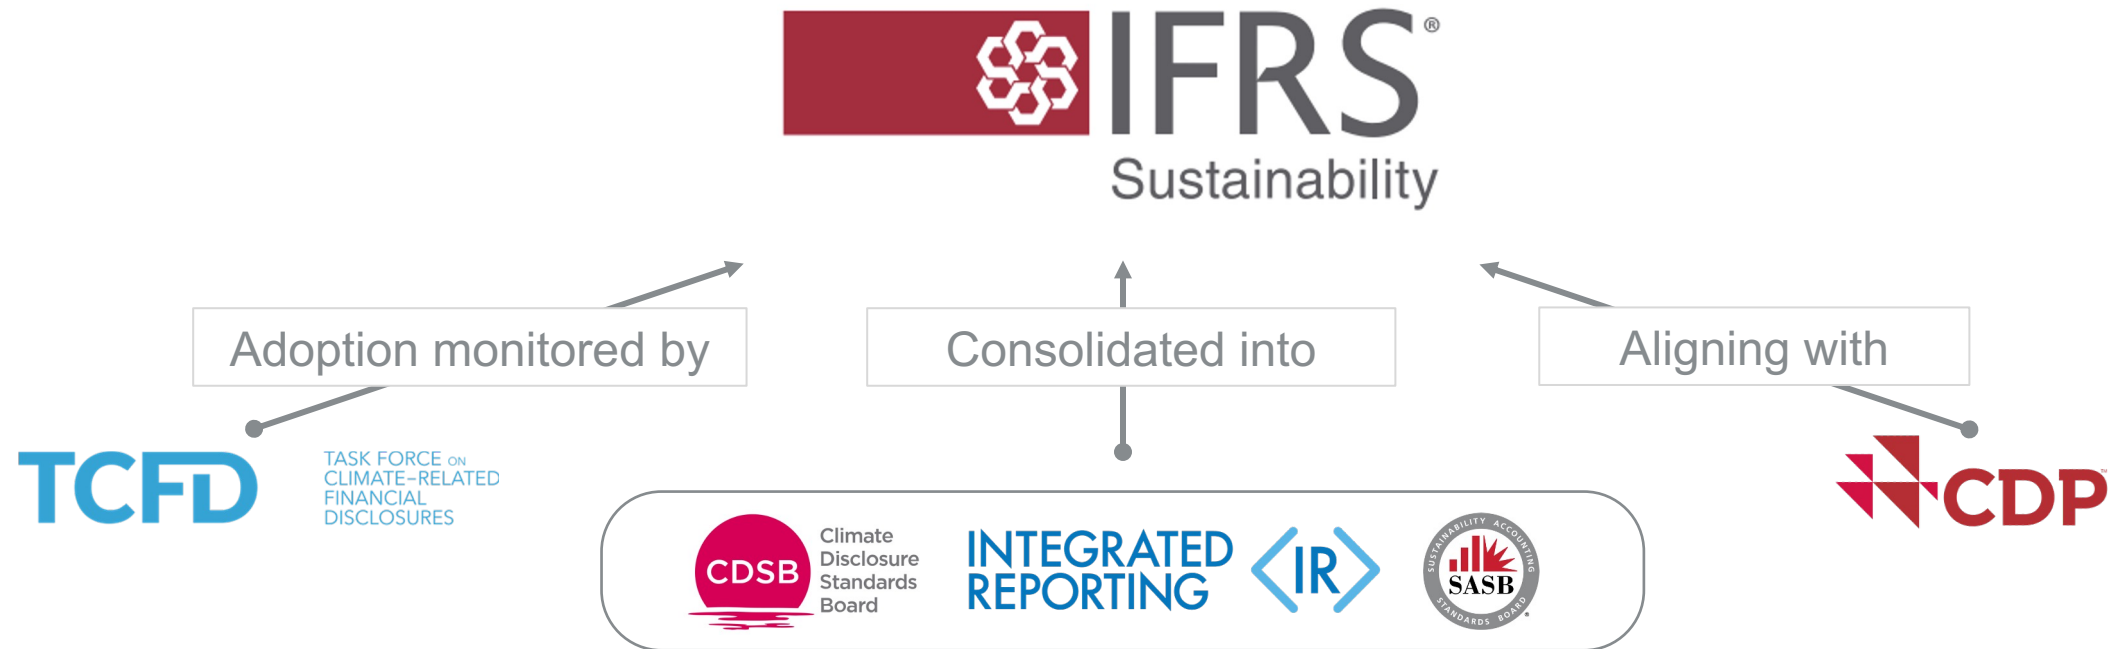 IFRS®
Sustainability
Adoption monitored by
Consolidated into
Aligning with
TCFD
TASK FORCE ON
CLIMATE-RELATED
FINANCIAL
DISCLOSURES
CDSB
Climate
Disclosure
Standards
Board
INTEGRATED
REPORTING
<IR>
SUSTAINABILITY ACCOUNTING
SASB
STANDARDS BOARD®
CDP™